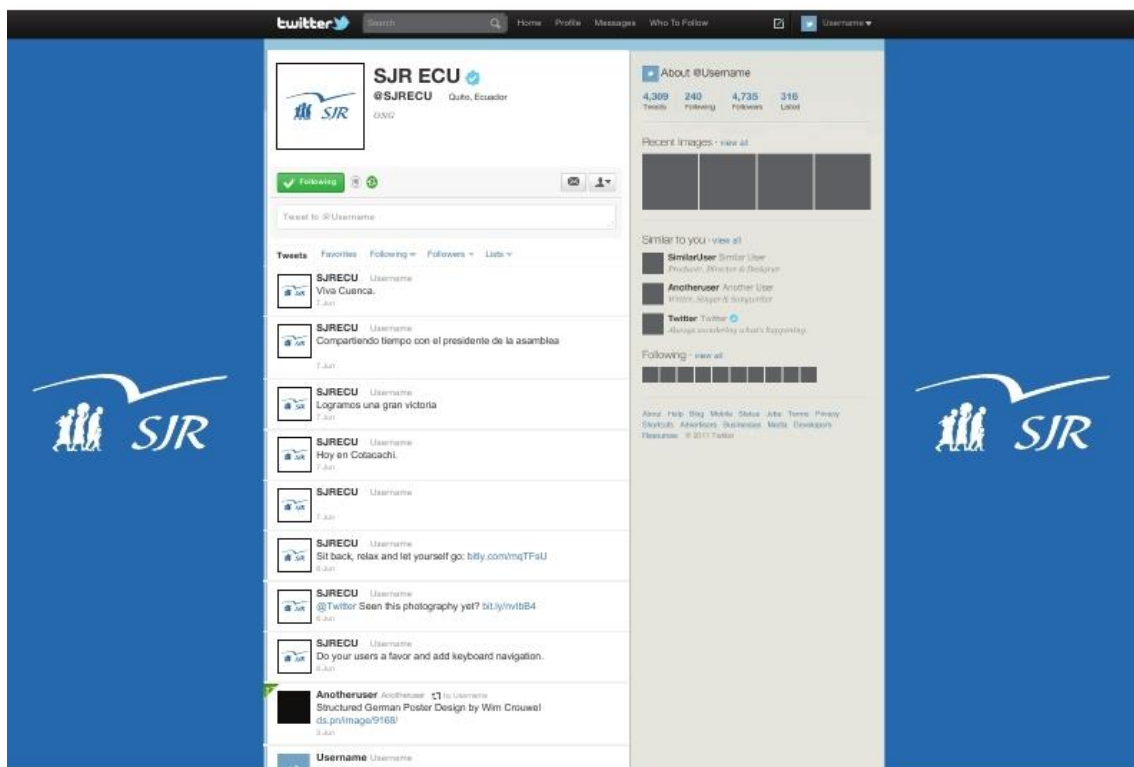 twitter
Search
Home Profile Messages Who To Follow
Username
SJR
SJR ECU
@SJRECU Quito, Ecuador
ONG
Following
Tweet to @Username
Tweets Favorites Following Followers Lists
SJRECU Username
Viva Cuenca.
7 Jun
SJRECU Username
Compartiendo tiempo con el presidente de la asamblea
7 Jun
SJRECU Username
Logramos una gran victoria
7 Jun
SJRECU Username
Hoy en Cotacachi.
7 Jun
SJRECU Username
7 Jun
SJRECU Username
Sit back, relax and let yourself go: bitly.com/mqTFsU
6 Jun
SJRECU Username
@Twitter Seen this photography yet? bit.ly/nvtbB4
6 Jun
SJRECU Username
Do your users a favor and add keyboard navigation.
6 Jun
Anotheruser Anotheruser by Username
Structured German Poster Design by Wim Crouwel
ds.pn/image/9168/
3 Jun
Username Username
About @Username
4,309 240 4,735 316
Tweets Following Followers Listed
Recent Images · view all
Similar to you · view all
SimilarUser Similar User
Producer, Director & Designer
Anotheruser Another User
Writer, Singer & Songwriter
Twitter Twitter
Always wondering what's happening.
Following · view all
About Help Blog Mobile Status Jobs Terms Privacy
Shortcuts Advertisers Businesses Media Developers
Resources © 2011 Twitter
SJR
SJR